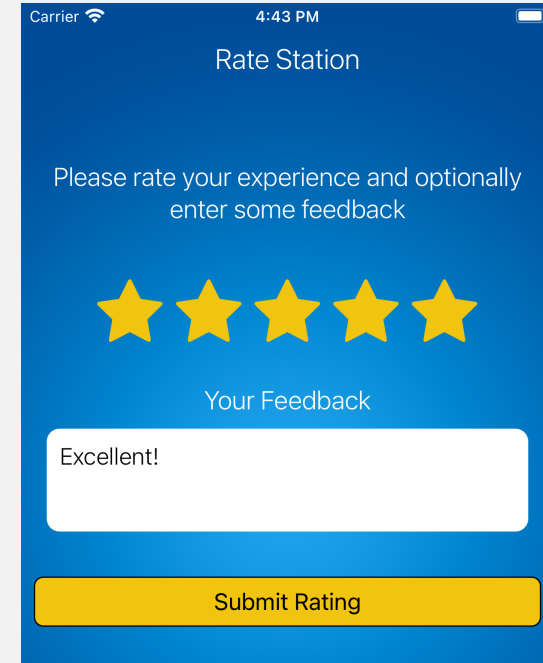 Carrier
4:43 PM
Rate Station
Please rate your experience and optionally
enter some feedback
Your Feedback
Excellent!
Submit Rating